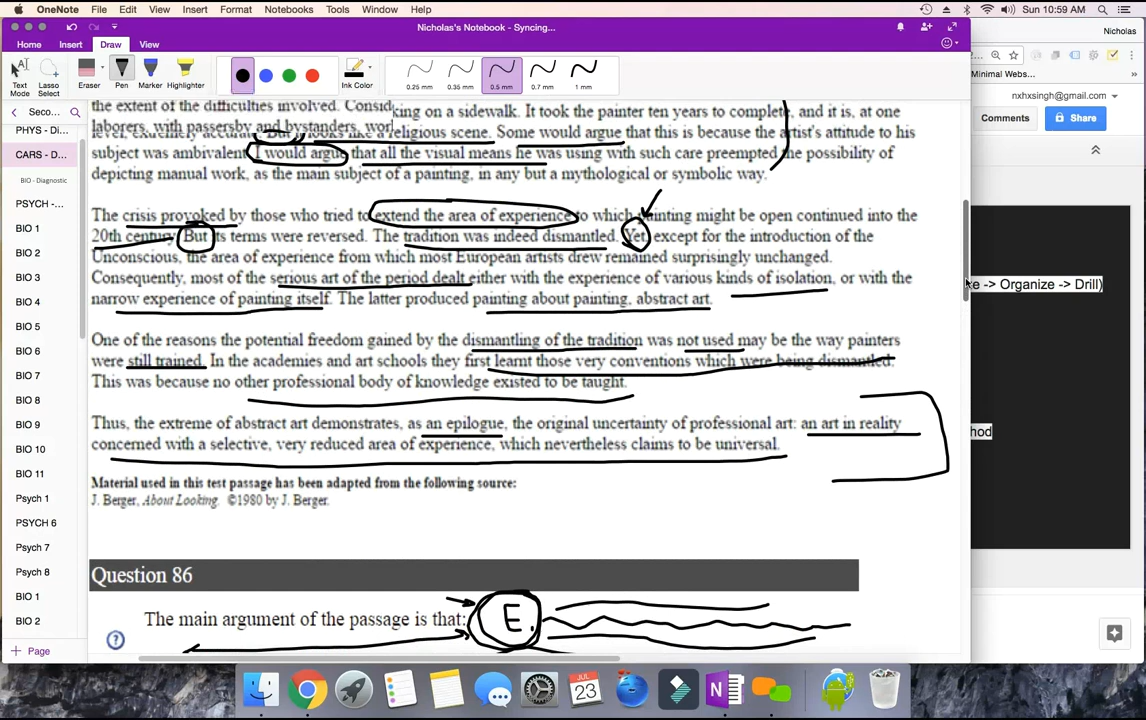 OneNote File Edit View Insert Format Notebooks Tools Window Help
Sun 10:59 AM Nicholas
Nicholas's Notebook - Syncing...
Home Insert Draw View
Text Mode
Lasso Select
Eraser Pen Marker Highlighter
0.25 mm 0.35 mm 0.5 mm 0.7 mm 1 mm
Ink Color
Nicholas
Minimal Webs...
nxhxsingh@gmail.com
Comments Share
e -> Organize -> Drill)
hod
Seco...
PHYS - Di...
CARS - D...
BIO - Diagnostic
PSYCH -...
BIO 1
BIO 2
BIO 3
BIO 4
BIO 5
BIO 6
BIO 7
BIO 8
BIO 9
BIO 10
BIO 11
Psych 1
PSYCH 6
Psych 7
Psych 8
BIO 1
BIO 2
+ Page
the extent of the difficulties involved. Consid
king on a sidewalk. It took the painter ten years to complete, and it is, at one
laborers, with passersby and bystanders, wor
level, extremely accurate. But it looks like a religious scene. Some would argue that this is because the artist's attitude to his
subject was ambivalent. I would argue that all the visual means he was using with such care preempted the possibility of
depicting manual work, as the main subject of a painting, in any but a mythological or symbolic way.
The crisis provoked by those who tried to extend the area of experience to which painting might be open continued into the
20th century. But its terms were reversed. The tradition was indeed dismantled. Yet, except for the introduction of the
Unconscious, the area of experience from which most European artists drew remained surprisingly unchanged.
Consequently, most of the serious art of the period dealt either with the experience of various kinds of isolation, or with the
narrow experience of painting itself. The latter produced painting about painting, abstract art.
One of the reasons the potential freedom gained by the dismantling of the tradition was not used may be the way painters
were still trained. In the academies and art schools they first learnt those very conventions which were being dismantled.
This was because no other professional body of knowledge existed to be taught.
Thus, the extreme of abstract art demonstrates, as an epilogue, the original uncertainty of professional art: an art in reality
concerned with a selective, very reduced area of experience, which nevertheless claims to be universal.
Material used in this test passage has been adapted from the following source:
J. Berger, About Looking. ©1980 by J. Berger.
Question 86
The main argument of the passage is that: E.
?
JUL 23